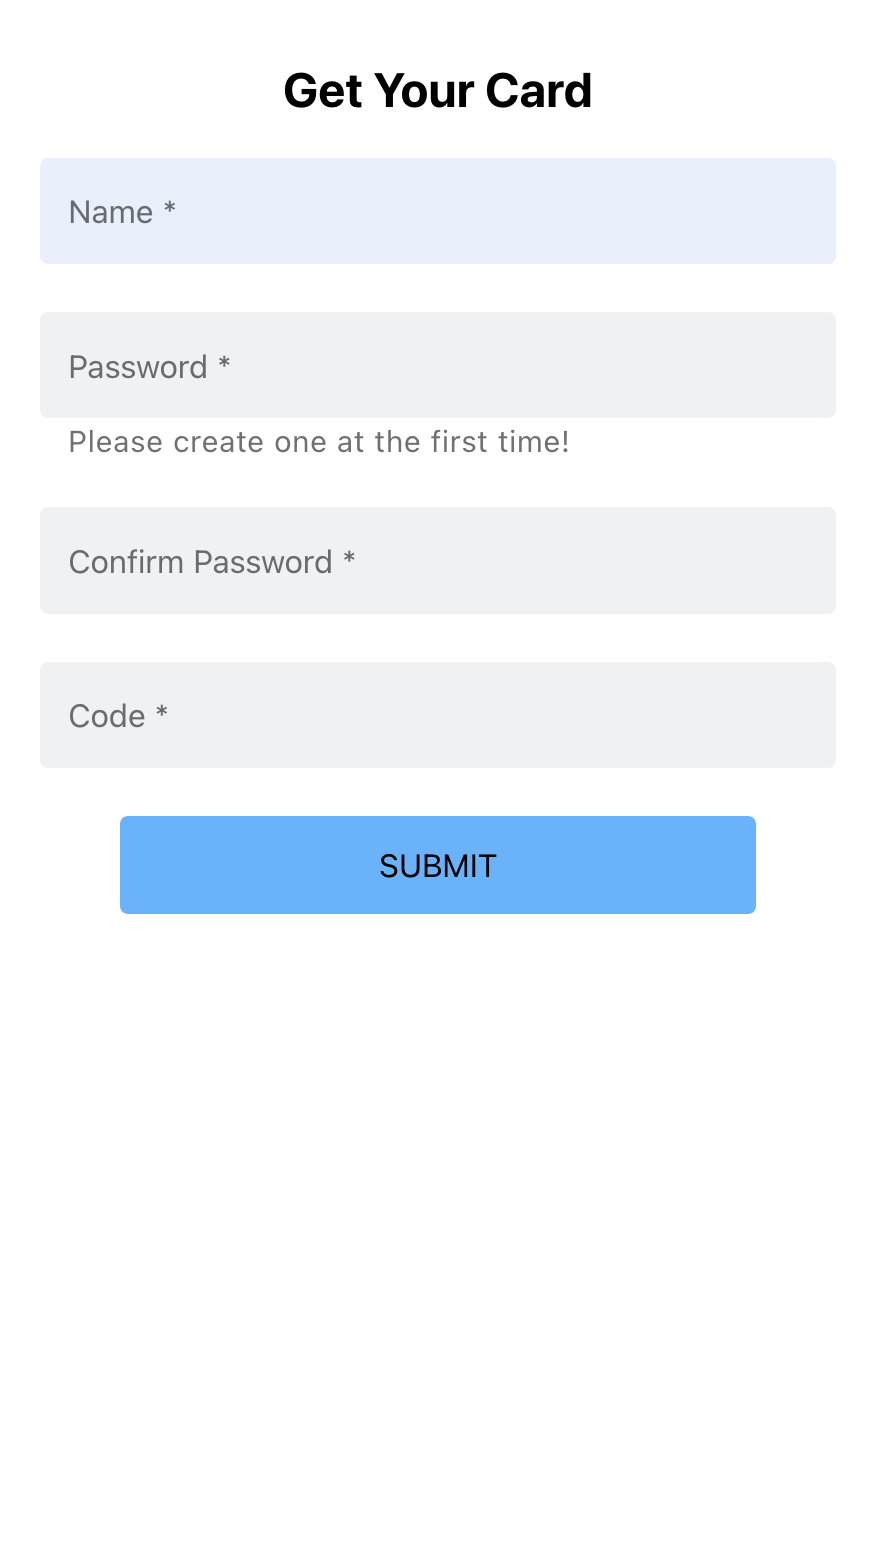 Get Your Card
Name *
Password *
Please create one at the first time!
Confirm Password *
Code *
SUBMIT